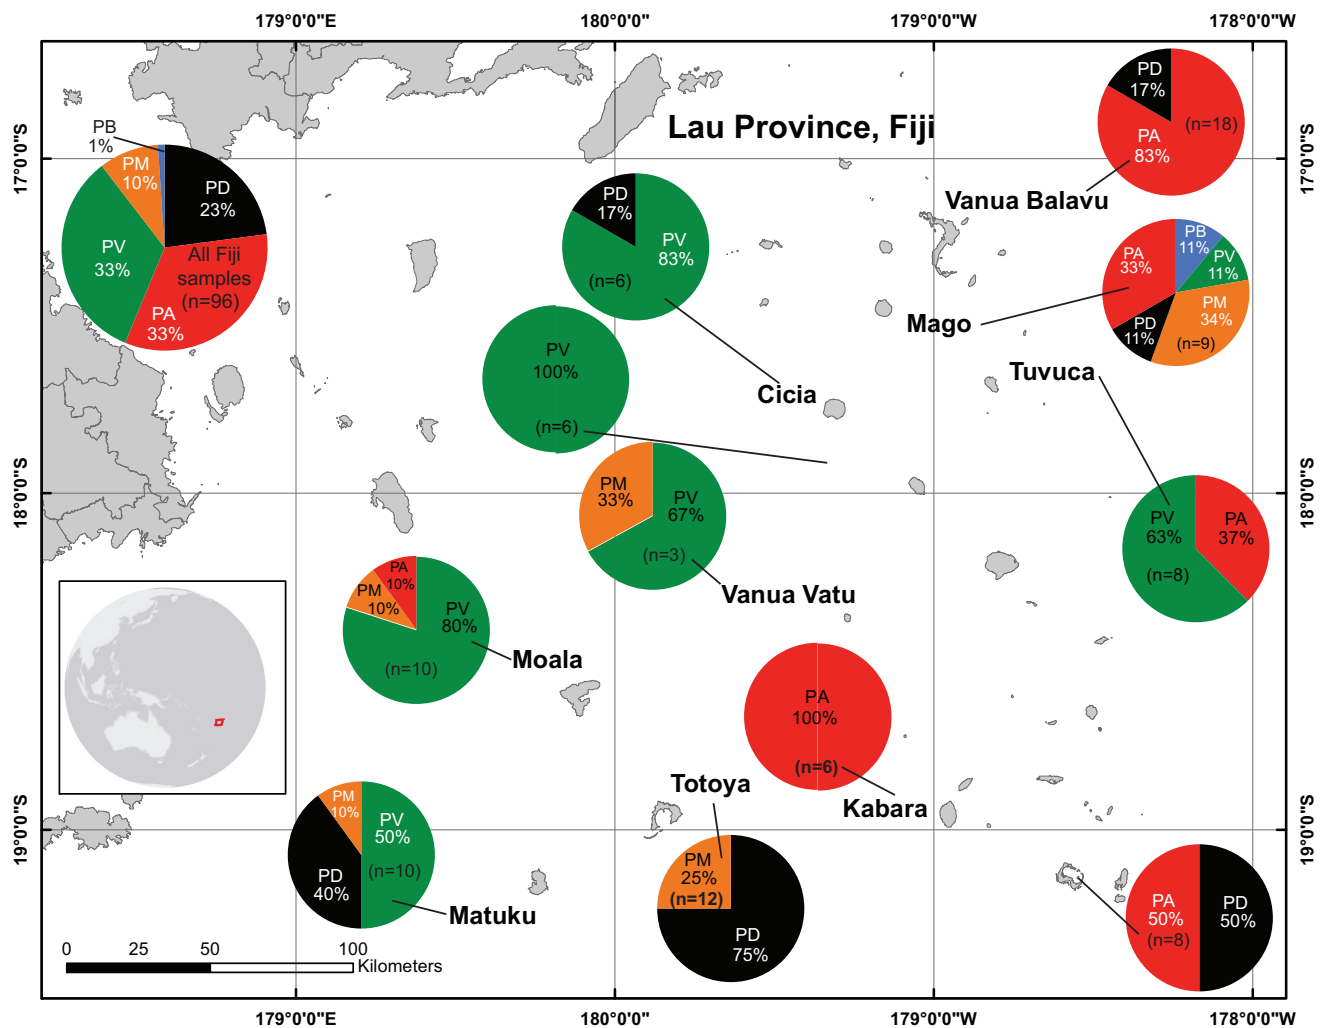 179°0'0"E
180°0'0"
179°0'0"W
178°0'0"W
17°0'0"S
18°0'0"S
19°0'0"S
17°0'0"S
18°0'0"S
19°0'0"S
Lau Province, Fiji
PB
1%
PM
10%
PD
23%
PV
33%
All Fiji
samples
(n=96)
PA
33%
PD
17%
PV
83%
(n=6)
Cicia
PD
17%
(n=18)
PA
83%
Vanua Balavu
PB
11%
PA
33%
PV
11%
PM
34%
PD
11%
(n=9)
Mago
Tuvuca
PV
100%
(n=6)
PM
33%
PV
67%
(n=3)
Vanua Vatu
PV
63%
PA
37%
(n=8)
PA
10%
PM
10%
PV
80%
(n=10)
Moala
PA
100%
(n=6)
Kabara
PM
10%
PV
50%
PD
40%
(n=10)
Matuku
Totoya
PM
25%
(n=12)
PD
75%
PA
50%
PD
50%
(n=8)
0 25 50 100
Kilometers
179°0'0"E
180°0'0"
179°0'0"W
178°0'0"W